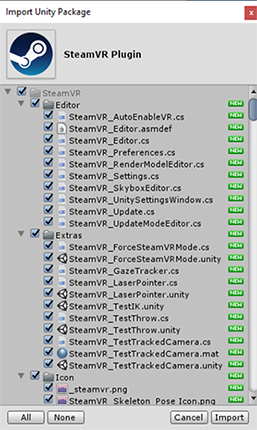 Import Unity Package
SteamVR Plugin
SteamVR
Editor NEW
SteamVR_AutoEnableVR.cs NEW
SteamVR_Editor.asmdef NEW
SteamVR_Editor.cs NEW
SteamVR_Preferences.cs NEW
SteamVR_RenderModelEditor.cs NEW
SteamVR_Settings.cs NEW
SteamVR_SkyboxEditor.cs NEW
SteamVR_UnitySettingsWindow.cs NEW
SteamVR_Update.cs NEW
SteamVR_UpdateModeEditor.cs NEW
Extras NEW
SteamVR_ForceSteamVRMode.cs NEW
SteamVR_ForceSteamVRMode.unity NEW
SteamVR_GazeTracker.cs NEW
SteamVR_LaserPointer.cs NEW
SteamVR_LaserPointer.unity NEW
SteamVR_TestIK.unity NEW
SteamVR_TestThrow.cs NEW
SteamVR_TestThrow.unity NEW
SteamVR_TestTrackedCamera.cs NEW
SteamVR_TestTrackedCamera.mat NEW
SteamVR_TestTrackedCamera.unity NEW
Icon NEW
_steamvr.png NEW
SteamVR_Skeleton_Pose_Icon.png NEW
All None Cancel Import